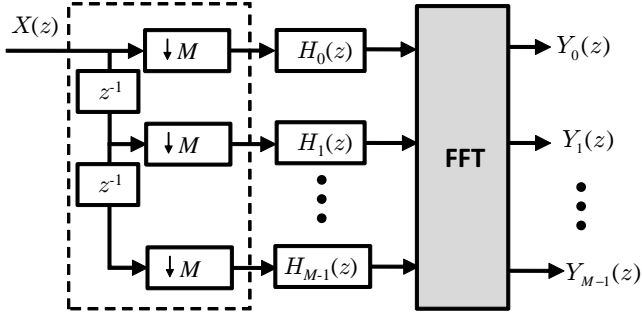 X(z)
↓ M
H₀(z)
Y₀(z)
z⁻¹
↓ M
H₁(z)
FFT
Y₁(z)
z⁻¹
↓ M
H_{M-1}(z)
Y_{M-1}(z)